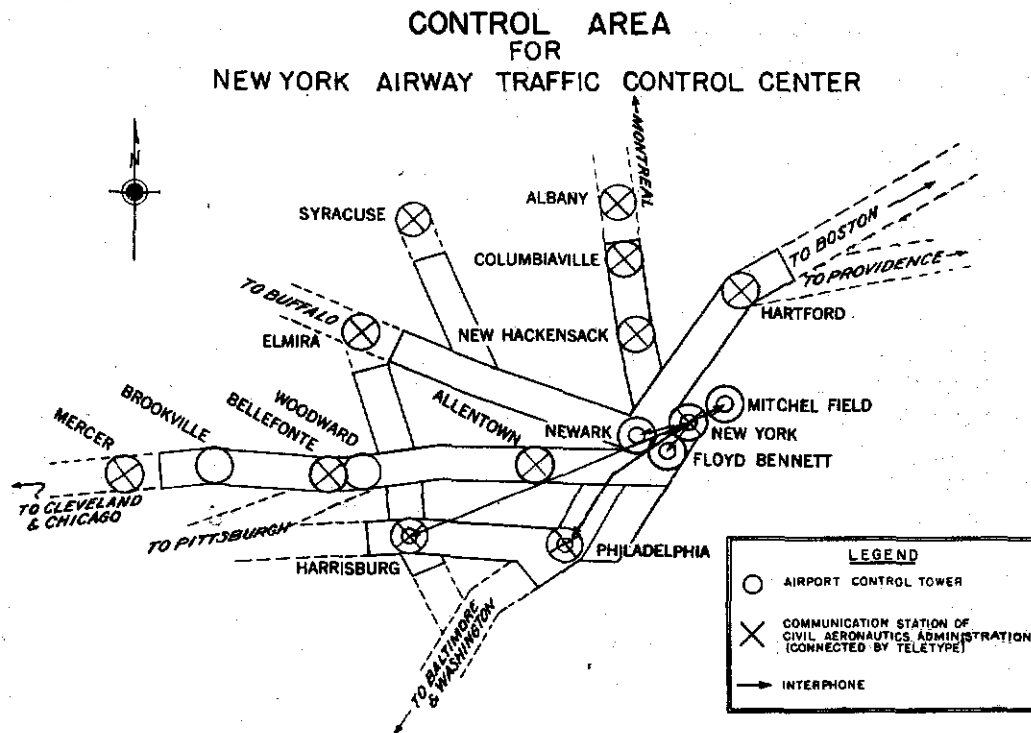 CONTROL AREA
FOR
NEW YORK AIRWAY TRAFFIC CONTROL CENTER
N
MONTREAL
SYRACUSE
ALBANY
TO BOSTON
COLUMBIAVILLE
TO PROVIDENCE
TO BUFFALO
HARTFORD
ELMIRA
NEW HACKENSACK
MERCER
BROOKVILLE
BELLEFONTE
WOODWARD
ALLENTOWN
NEWARK
MITCHEL FIELD
NEW YORK
FLOYD BENNETT
TO CLEVELAND
& CHICAGO
TO PITTSBURGH
HARRISBURG
PHILADELPHIA
TO BALTIMORE
& WASHINGTON
LEGEND
AIRPORT CONTROL TOWER
COMMUNICATION STATION OF
CIVIL AERONAUTICS ADMINISTRATION
(CONNECTED BY TELETYPE)
INTERPHONE